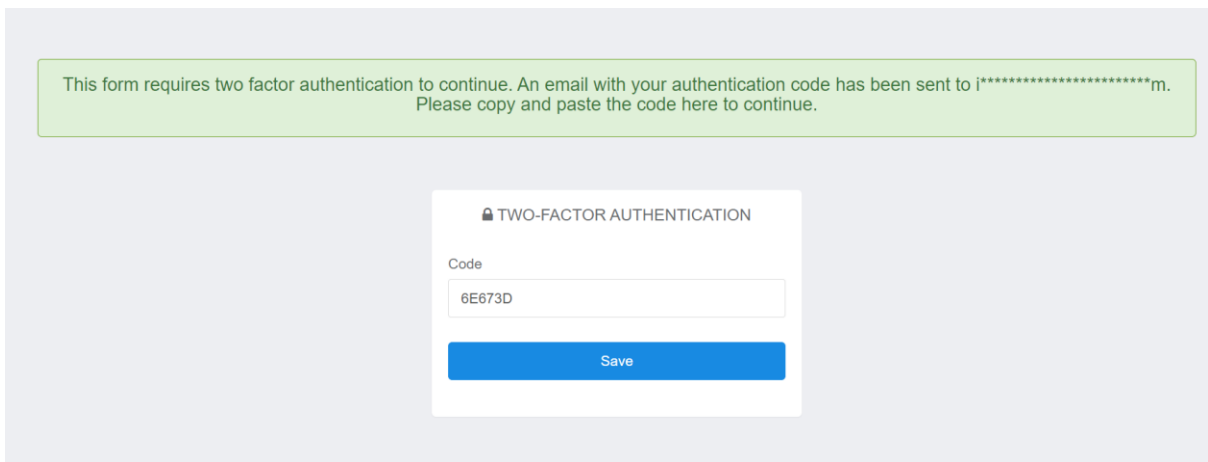 This form requires two factor authentication to continue. An email with your authentication code has been sent to i************************m.
Please copy and paste the code here to continue.
TWO-FACTOR AUTHENTICATION
Code
6E673D
Save